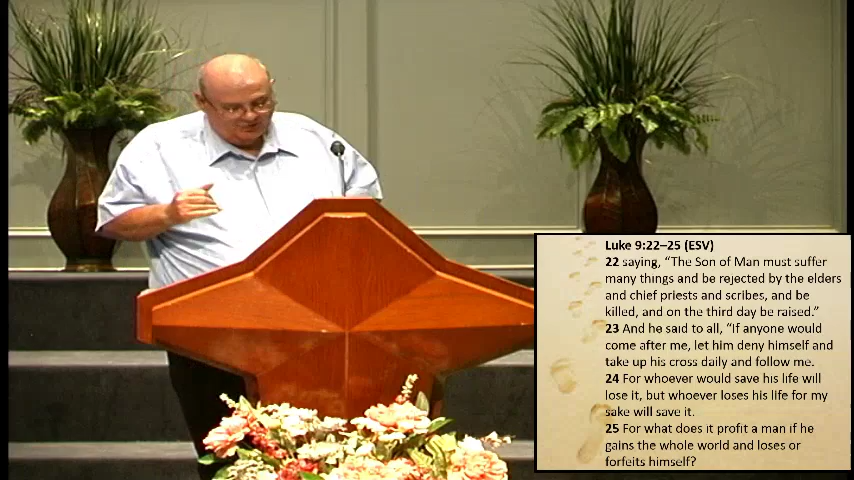 Luke 9:22–25 (ESV)
22 saying, “The Son of Man must suffer
many things and be rejected by the elders
and chief priests and scribes, and be
killed, and on the third day be raised.”
23 And he said to all, “If anyone would
come after me, let him deny himself and
take up his cross daily and follow me.
24 For whoever would save his life will
lose it, but whoever loses his life for my
sake will save it.
25 For what does it profit a man if he
gains the whole world and loses or
forfeits himself?